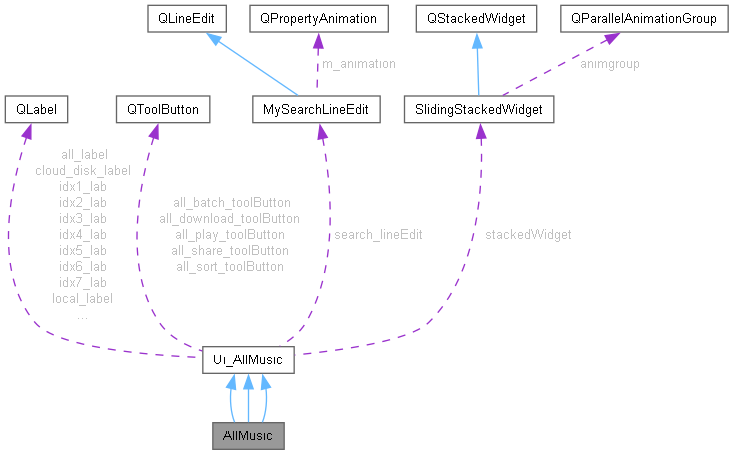 QLineEdit
QPropertyAnimation
QStackedWidget
QParallelAnimationGroup
m_animation
animgroup
QLabel
QToolButton
MySearchLineEdit
SlidingStackedWidget
all_label
cloud_disk_label
idx1_lab
idx2_lab
idx3_lab
idx4_lab
idx5_lab
idx6_lab
idx7_lab
local_label
...
all_batch_toolButton
all_download_toolButton
all_play_toolButton
all_share_toolButton
all_sort_toolButton
search_lineEdit
stackedWidget
Ui_AllMusic
AllMusic